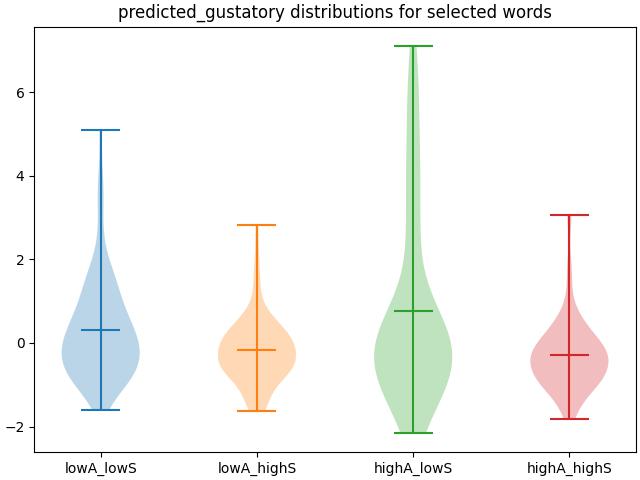 predicted_gustatory distributions for selected words
6
4
2
0
−2
lowA_lowS
lowA_highS
highA_lowS
highA_highS